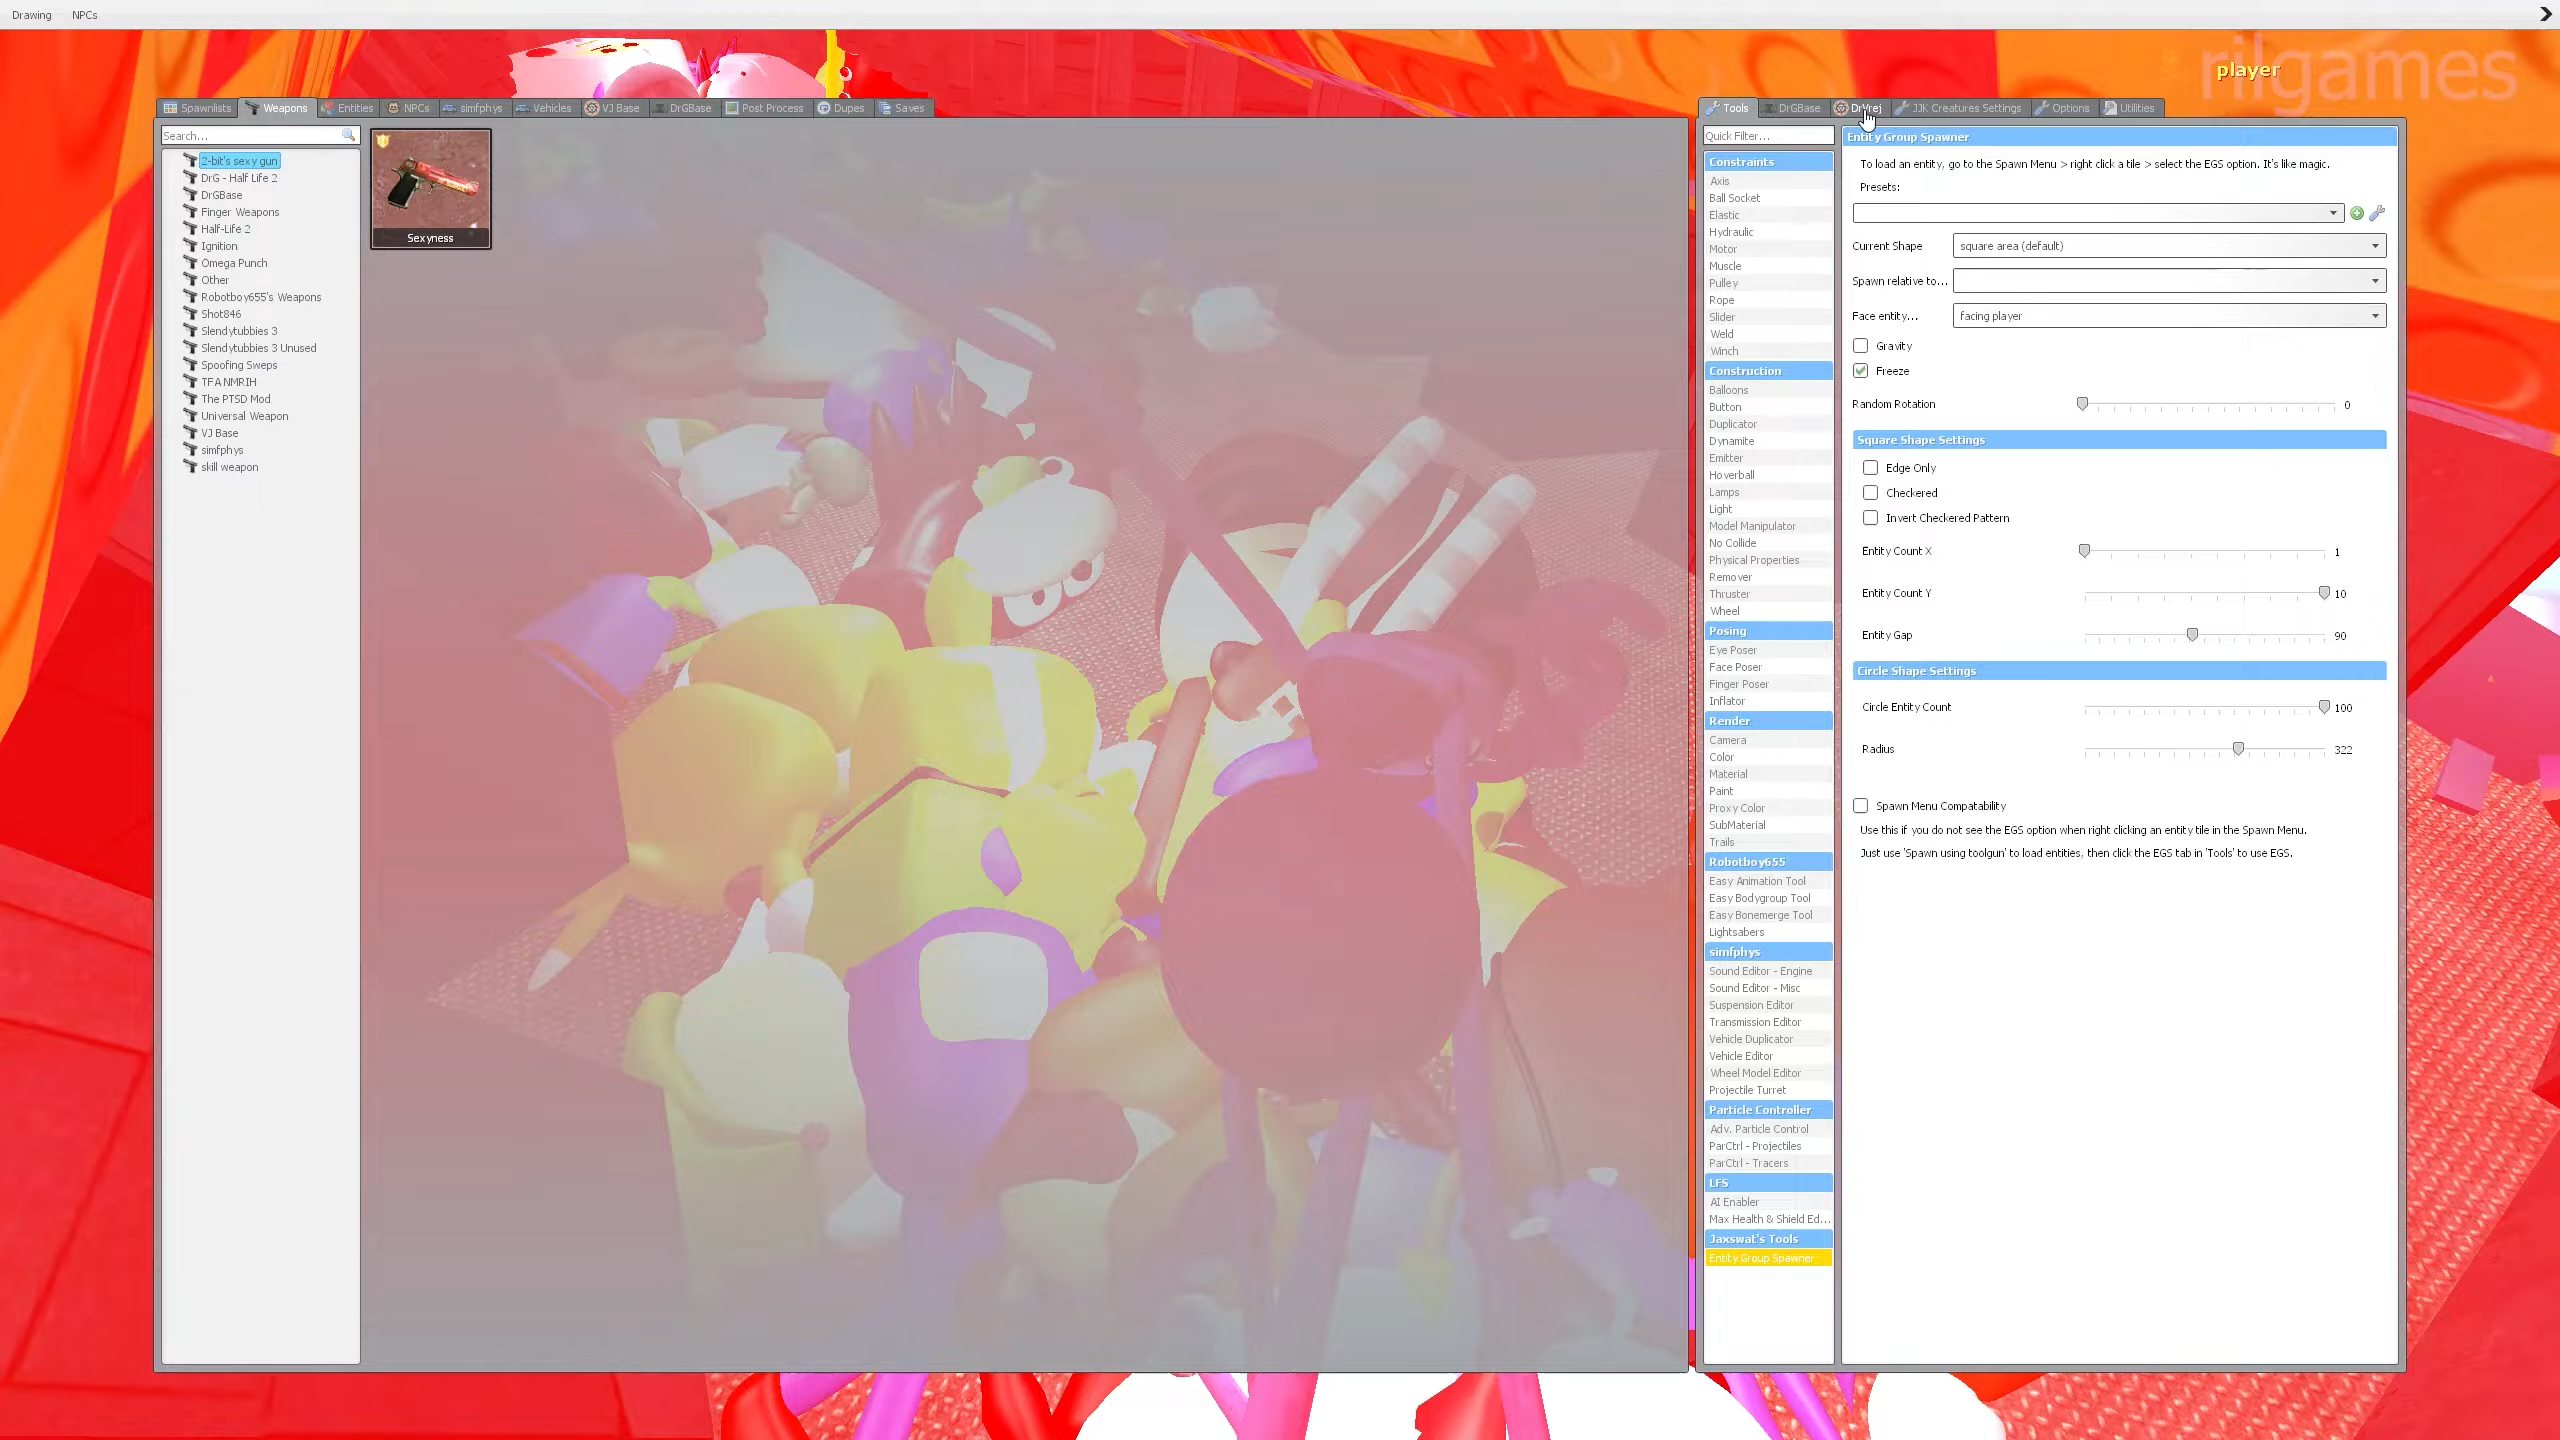 Drawing NPCs
rilgames
player
Spawnlists Weapons Entities NPCs simfphys Vehicles VJ Base DrGBase Post Process Dupes Saves
Search...
2-bit's sexy gun
DrG - Half Life 2
DrGBase
Finger Weapons
Half-Life 2
Ignition
Omega Punch
Other
Robotboy655's Weapons
Shot846
Slendytubbies 3
Slendytubbies 3 Unused
Spoofing Sweps
TFA NMRIH
The PTSD Mod
Universal Weapon
VJ Base
simfphys
skill weapon
Sexyness
Tools DrGBase DrVrej JJK Creatures Settings Options Utilities
Quick Filter...
Constraints
Axis
Ball Socket
Elastic
Hydraulic
Motor
Muscle
Pulley
Rope
Slider
Weld
Winch
Construction
Balloons
Button
Duplicator
Dynamite
Emitter
Hoverball
Lamps
Light
Model Manipulator
No Collide
Physical Properties
Remover
Thruster
Wheel
Posing
Eye Poser
Face Poser
Finger Poser
Inflator
Render
Camera
Color
Material
Paint
Proxy Color
SubMaterial
Trails
Robotboy655
Easy Animation Tool
Easy Bodygroup Tool
Easy Bonemerge Tool
Lightsabers
simfphys
Sound Editor - Engine
Sound Editor - Misc
Suspension Editor
Transmission Editor
Vehicle Duplicator
Vehicle Editor
Wheel Model Editor
Projectile Turret
Particle Controller
Adv. Particle Control
ParCtrl - Projectiles
ParCtrl - Tracers
LFS
AI Enabler
Max Health & Shield Ed...
Jaxswat's Tools
Entity Group Spawner
Entity Group Spawner
To load an entity, go to the Spawn Menu > right click a tile > select the EGS option. It's like magic.
Presets:
Current Shape square area (default)
Spawn relative to...
Face entity... facing player
Gravity
Freeze
Random Rotation 0
Square Shape Settings
Edge Only
Checkered
Invert Checkered Pattern
Entity Count X 1
Entity Count Y 10
Entity Gap 90
Circle Shape Settings
Circle Entity Count 100
Radius 322
Spawn Menu Compatability
Use this if you do not see the EGS option when right clicking an entity tile in the Spawn Menu.
Just use 'Spawn using toolgun' to load entities, then click the EGS tab in 'Tools' to use EGS.